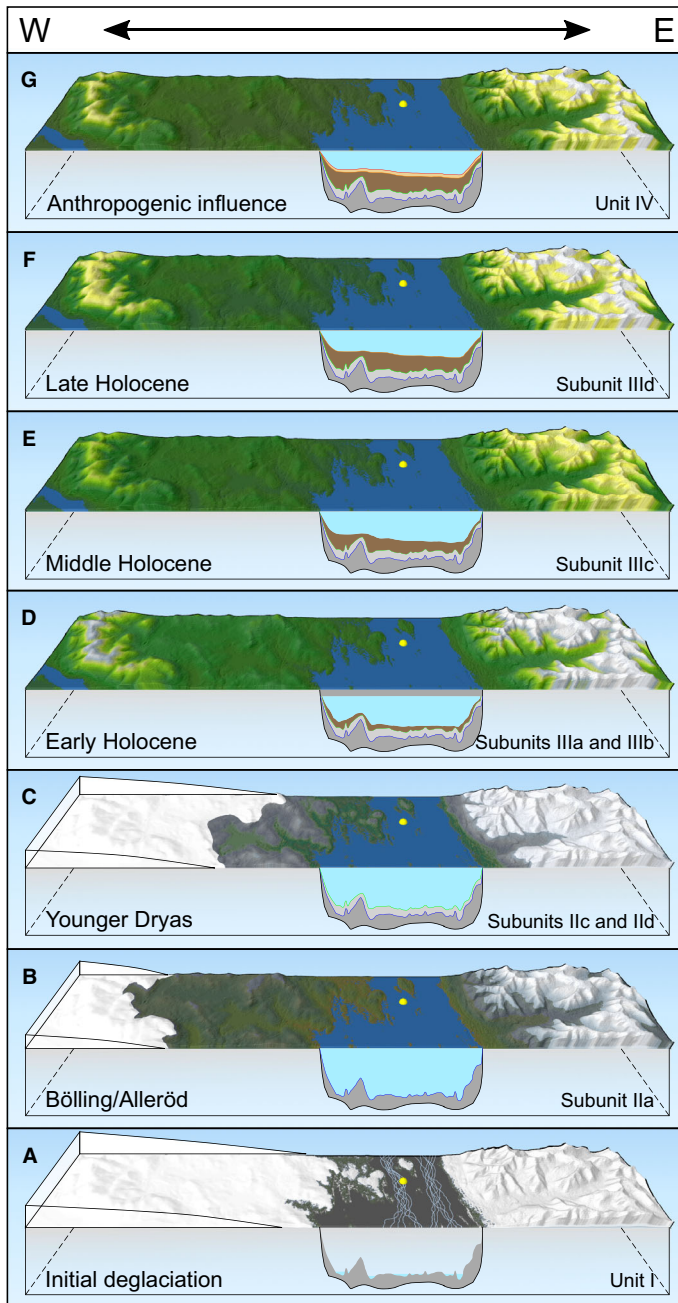 W E
G
Anthropogenic influence Unit IV
F
Late Holocene Subunit IIId
E
Middle Holocene Subunit IIIc
D
Early Holocene Subunits IIIa and IIIb
C
Younger Dryas Subunits IIc and IId
B
Bölling/Alleröd Subunit IIa
A
Initial deglaciation Unit I